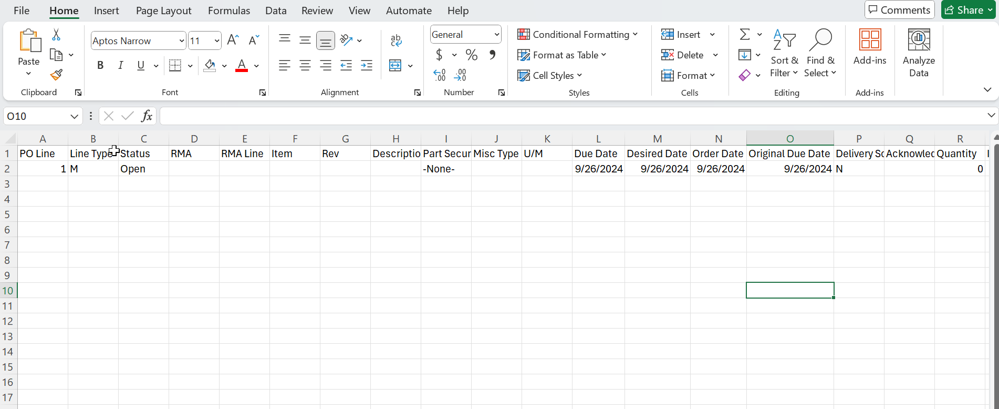 File Home Insert Page Layout Formulas Data Review View Automate Help Comments Share
Paste
Clipboard
Aptos Narrow 11
B I U
Font
ab
Alignment
General
$ % 9
Number
Conditional Formatting
Format as Table
Cell Styles
Styles
Insert
Delete
Format
Cells
Sort & Filter
Find & Select
Editing
Add-ins
Add-ins
Analyze Data
O10 fx
A B C D E F G H I J K L M N O P Q R
1 PO Line Line Type Status RMA RMA Line Item Rev Descriptio Part Secur Misc Type U/M Due Date Desired Date Order Date Original Due Date Delivery Sc Acknowled Quantity
2 1 M Open -None- 9/26/2024 9/26/2024 9/26/2024 9/26/2024 N 0
3
4
5
6
7
8
9
10
11
12
13
14
15
16
17